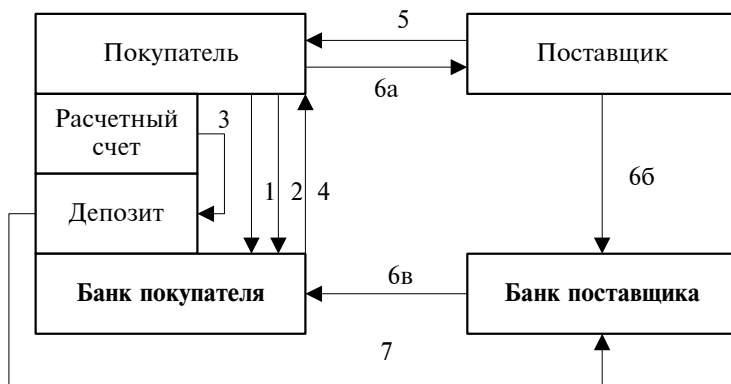 5
Покупатель
Поставщик
6а
Расчетный
счет
3
6б
1
2
4
Депозит
Банк покупателя
6в
Банк поставщика
7